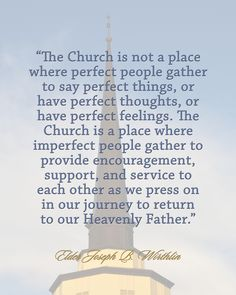 “The Church is not a place
where perfect people gather
to say perfect things, or
have perfect thoughts, or
have perfect feelings. The
Church is a place where
imperfect people gather to
provide encouragement,
support, and service to
each other as we press on
in our journey to return
to our Heavenly Father.”
Elder Joseph B. Wirthlin